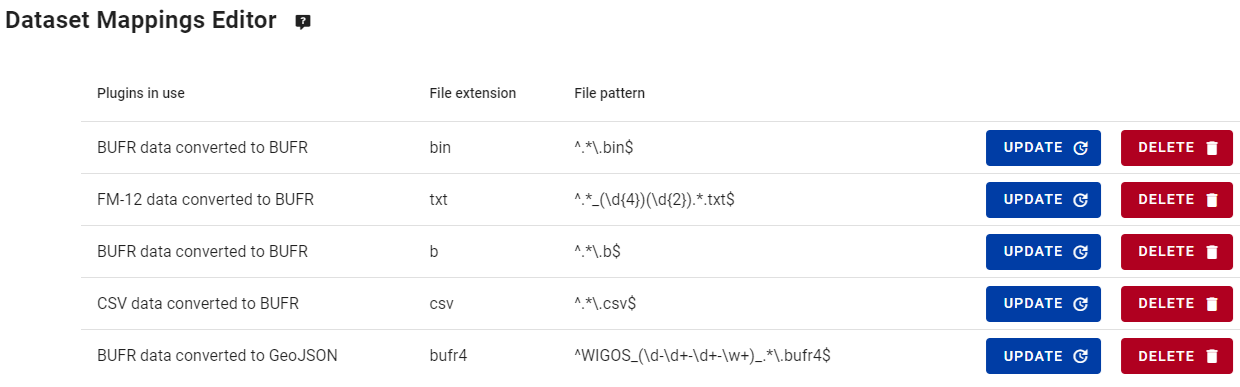 Dataset Mappings Editor
Plugins in use File extension File pattern
BUFR data converted to BUFR bin ^.*\.bin$ UPDATE DELETE
FM-12 data converted to BUFR txt ^.*_(\d{4})(\d{2}).*.txt$ UPDATE DELETE
BUFR data converted to BUFR b ^.*\.b$ UPDATE DELETE
CSV data converted to BUFR csv ^.*\.csv$ UPDATE DELETE
BUFR data converted to GeoJSON bufr4 ^WIGOS_(\d-\d+-\d+-\w+)_.*\.bufr4$ UPDATE DELETE